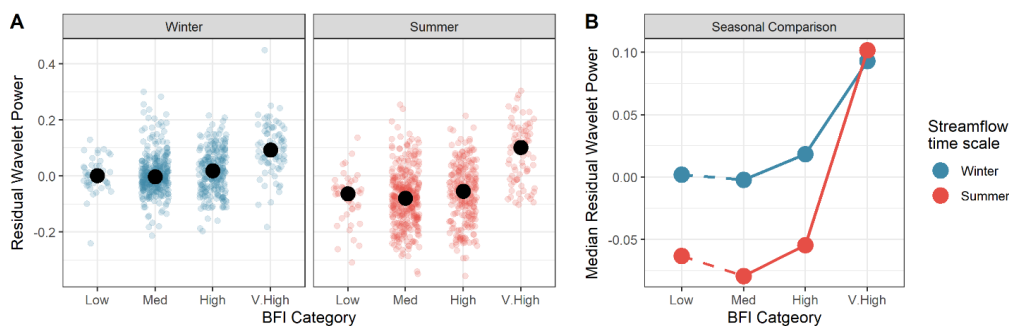 A
Winter
Summer
Residual Wavelet Power
0.4
0.2
0.0
-0.2
Low
Med
High
V.High
Low
Med
High
V.High
BFI Category
B
Seasonal Comparison
Median Residual Wavelet Power
0.10
0.05
0.00
-0.05
Low
Med
High
V.High
BFI Catgeory
Streamflow
time scale
Winter
Summer